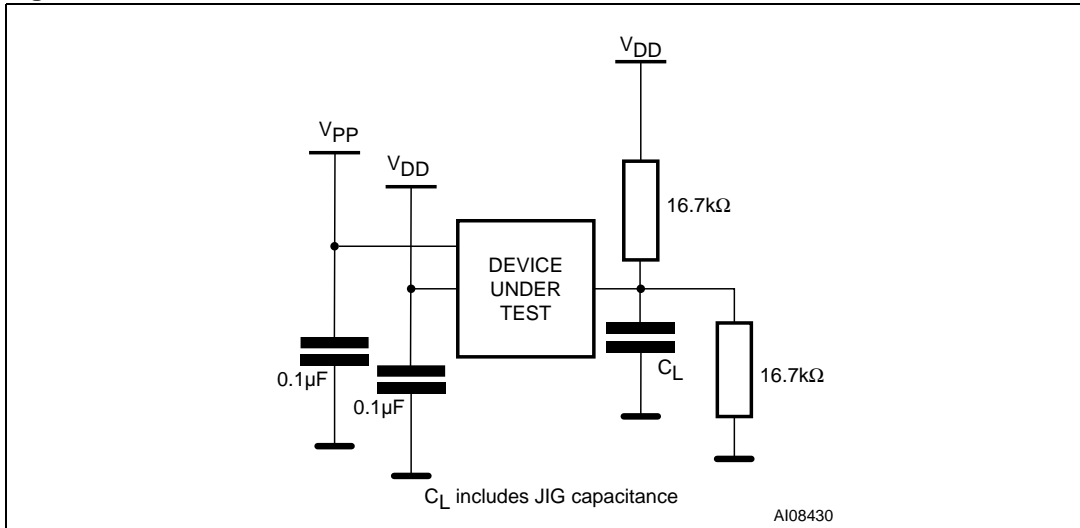 VDD
VPP
VDD
16.7kΩ
DEVICE
UNDER
TEST
CL
16.7kΩ
0.1µF
0.1µF
CL includes JIG capacitance
AI08430